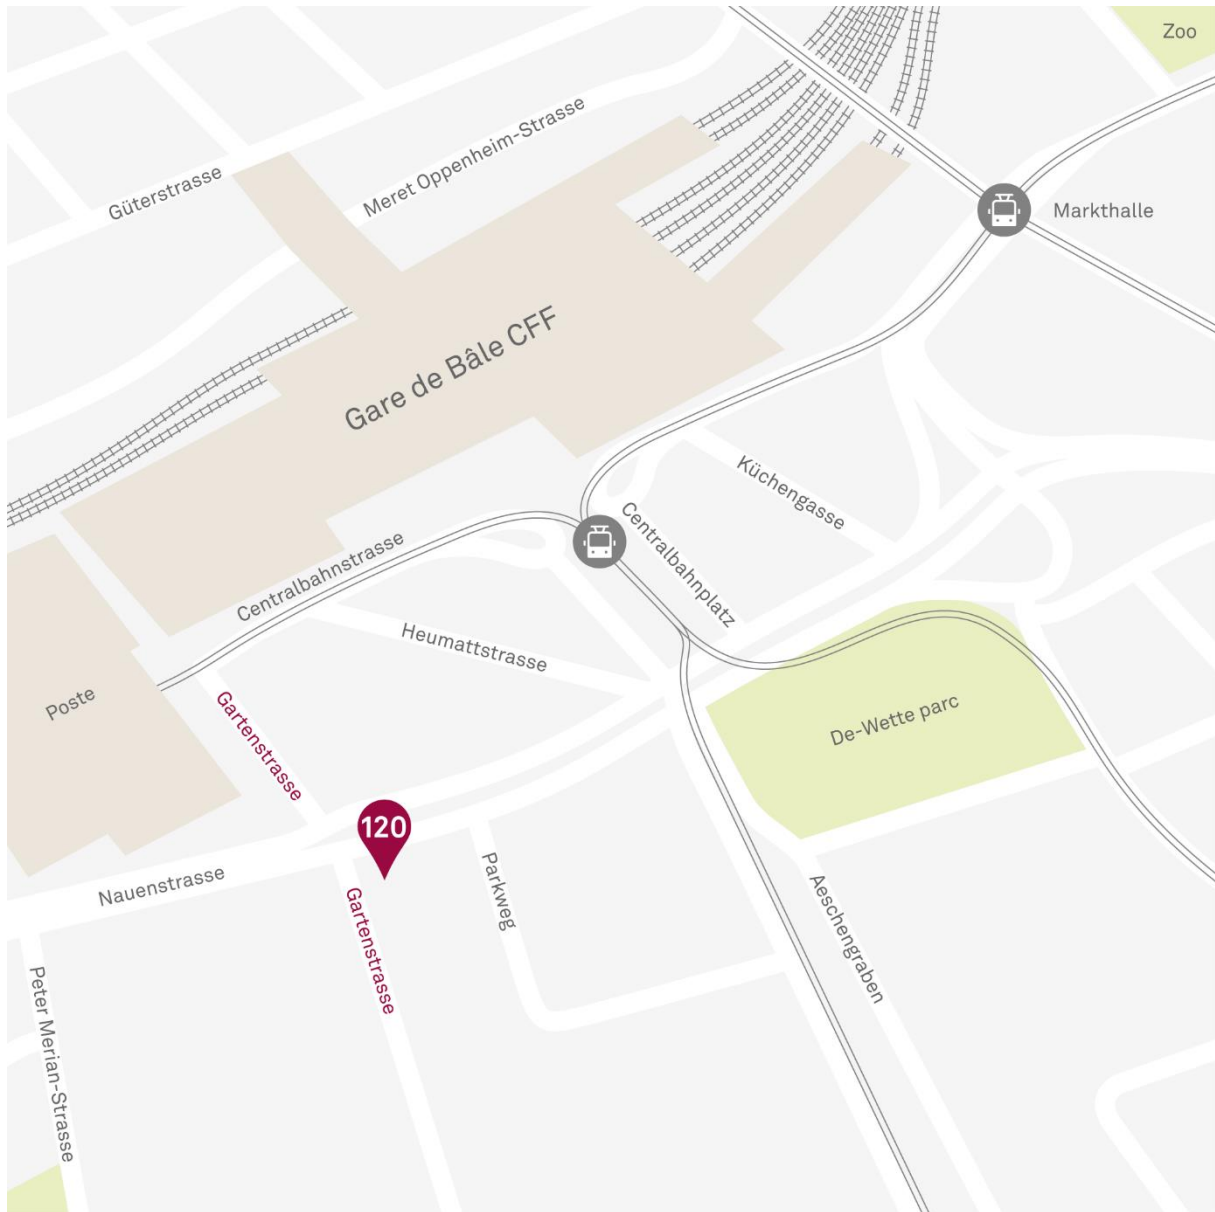 Zoo
Meret Oppenheim-Strasse
Güterstrasse
Markthalle
Gare de Bâle CFF
Küchengasse
Centralbahnplatz
Centralbahnstrasse
Heumattstrasse
Poste
Gartenstrasse
De-Wette parc
120
Nauenstrasse
Parkweg
Gartenstrasse
Aeschengraben
Peter Merian-Strasse